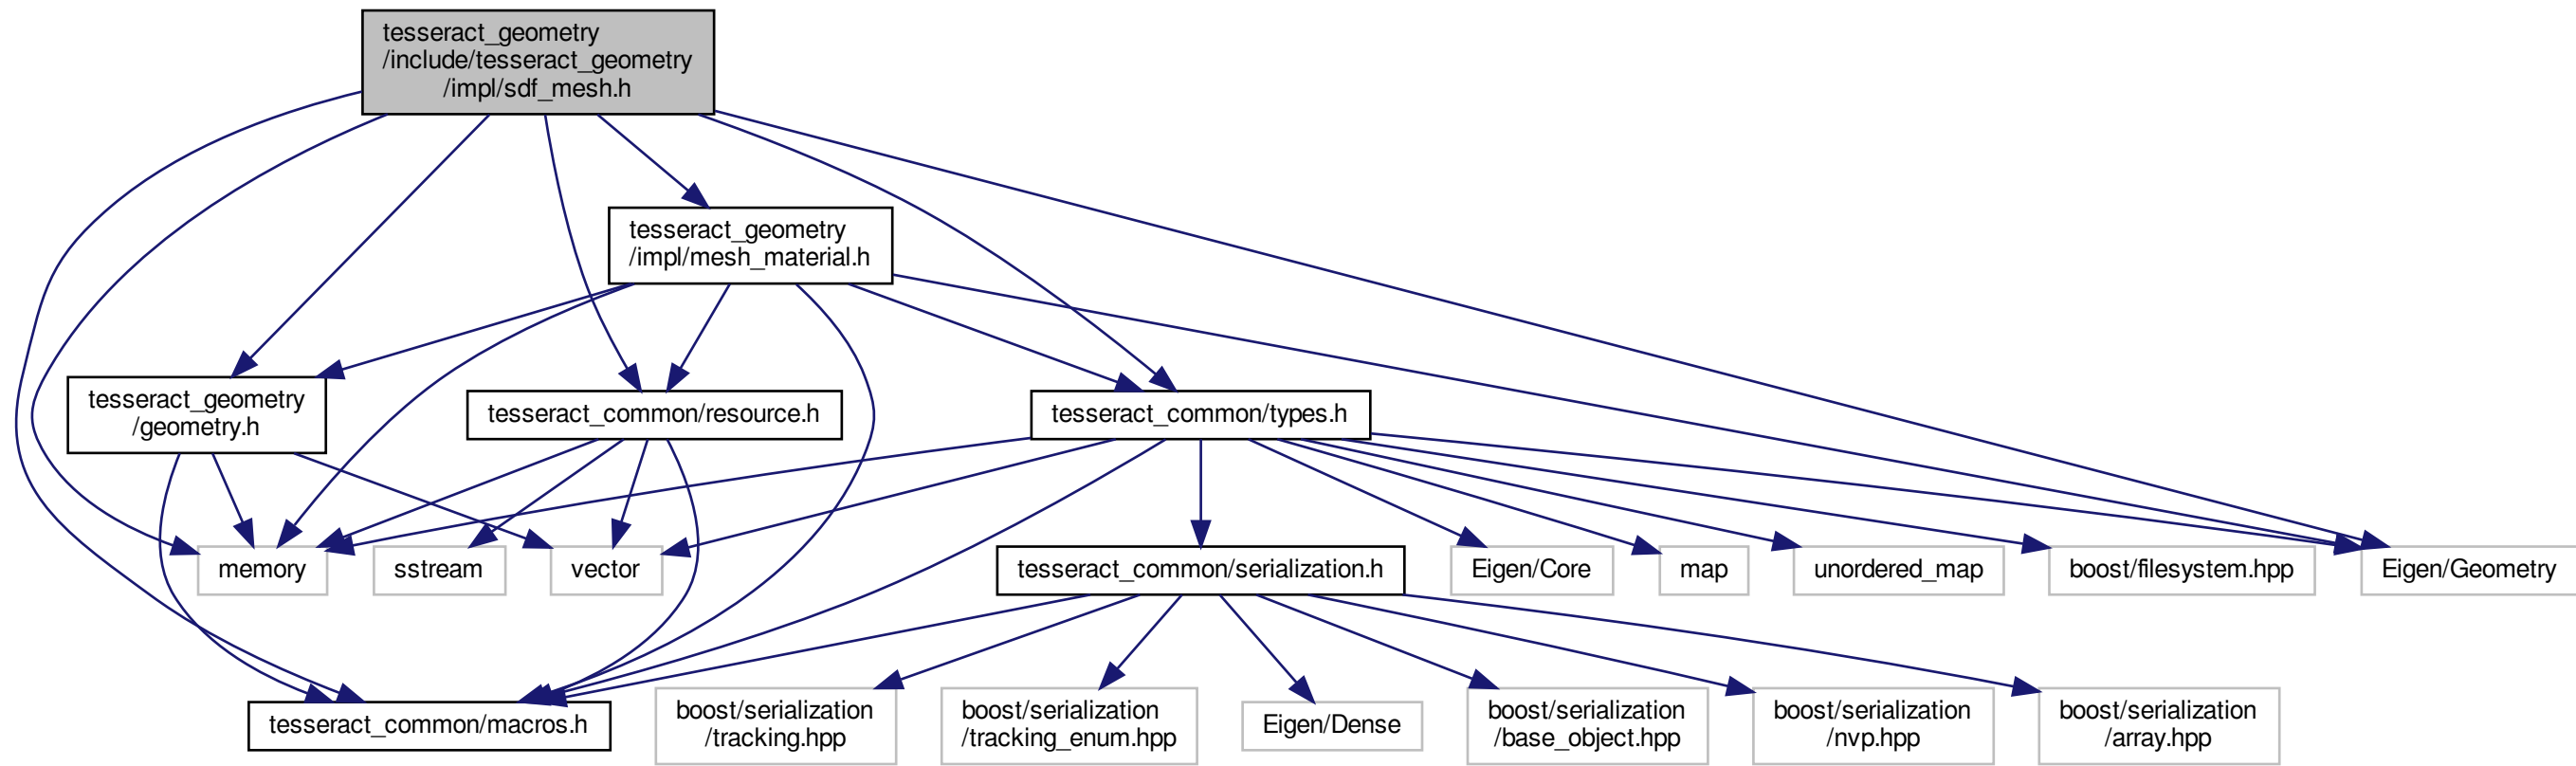 tesseract_geometry
/include/tesseract_geometry
/impl/sdf_mesh.h
tesseract_geometry
/impl/mesh_material.h
tesseract_geometry
/geometry.h
tesseract_common/resource.h
tesseract_common/types.h
memory
sstream
vector
tesseract_common/serialization.h
Eigen/Core
map
unordered_map
boost/filesystem.hpp
Eigen/Geometry
tesseract_common/macros.h
boost/serialization
/tracking.hpp
boost/serialization
/tracking_enum.hpp
Eigen/Dense
boost/serialization
/base_object.hpp
boost/serialization
/nvp.hpp
boost/serialization
/array.hpp